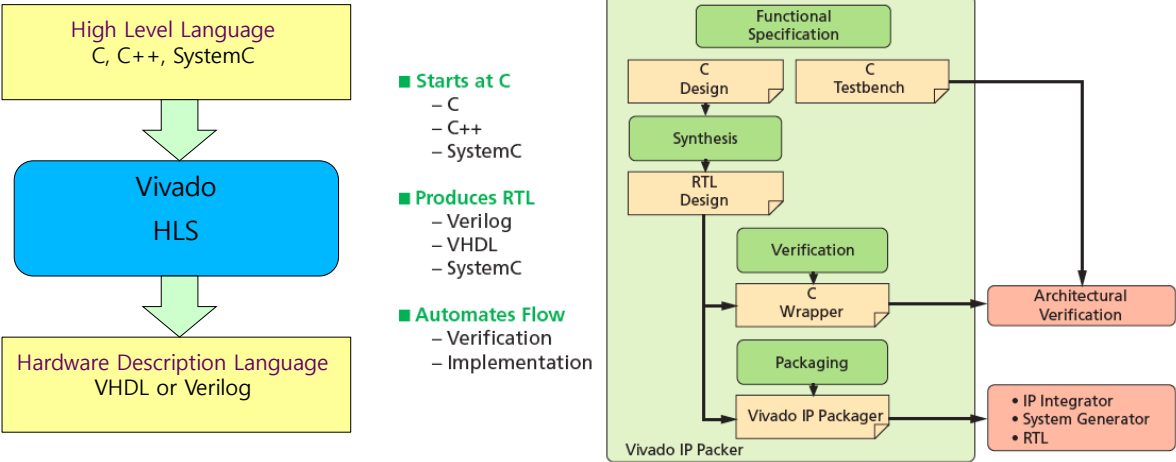 High Level Language
C, C++, SystemC
Vivado
HLS
Hardware Description Language
VHDL or Verilog
■ Starts at C
– C
– C++
– SystemC
■ Produces RTL
– Verilog
– VHDL
– SystemC
■ Automates Flow
– Verification
– Implementation
Functional
Specification
C
Design
C
Testbench
Synthesis
RTL
Design
Verification
C
Wrapper
Architectural
Verification
Packaging
Vivado IP Packager
• IP Integrator
• System Generator
• RTL
Vivado IP Packer